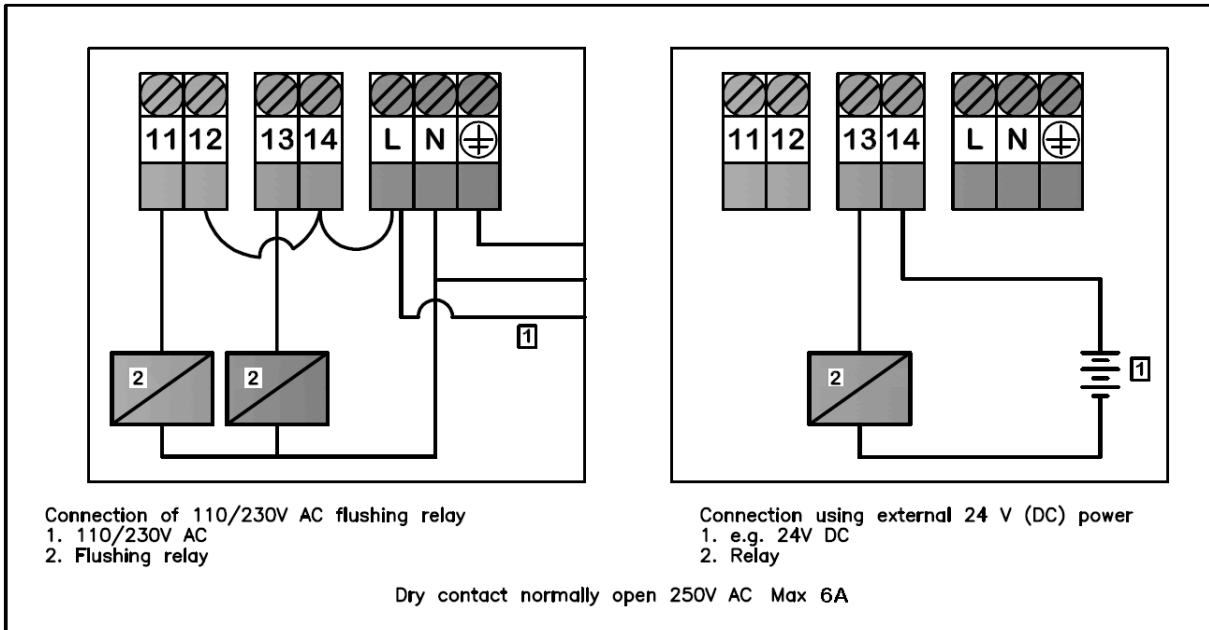 11 12 13 14 L N
11 12 13 14 L N
1
2 2
2
1
Connection of 110/230V AC flushing relay
1. 110/230V AC
2. Flushing relay
Connection using external 24 V (DC) power
1. e.g. 24V DC
2. Relay
Dry contact normally open 250V AC Max 6A